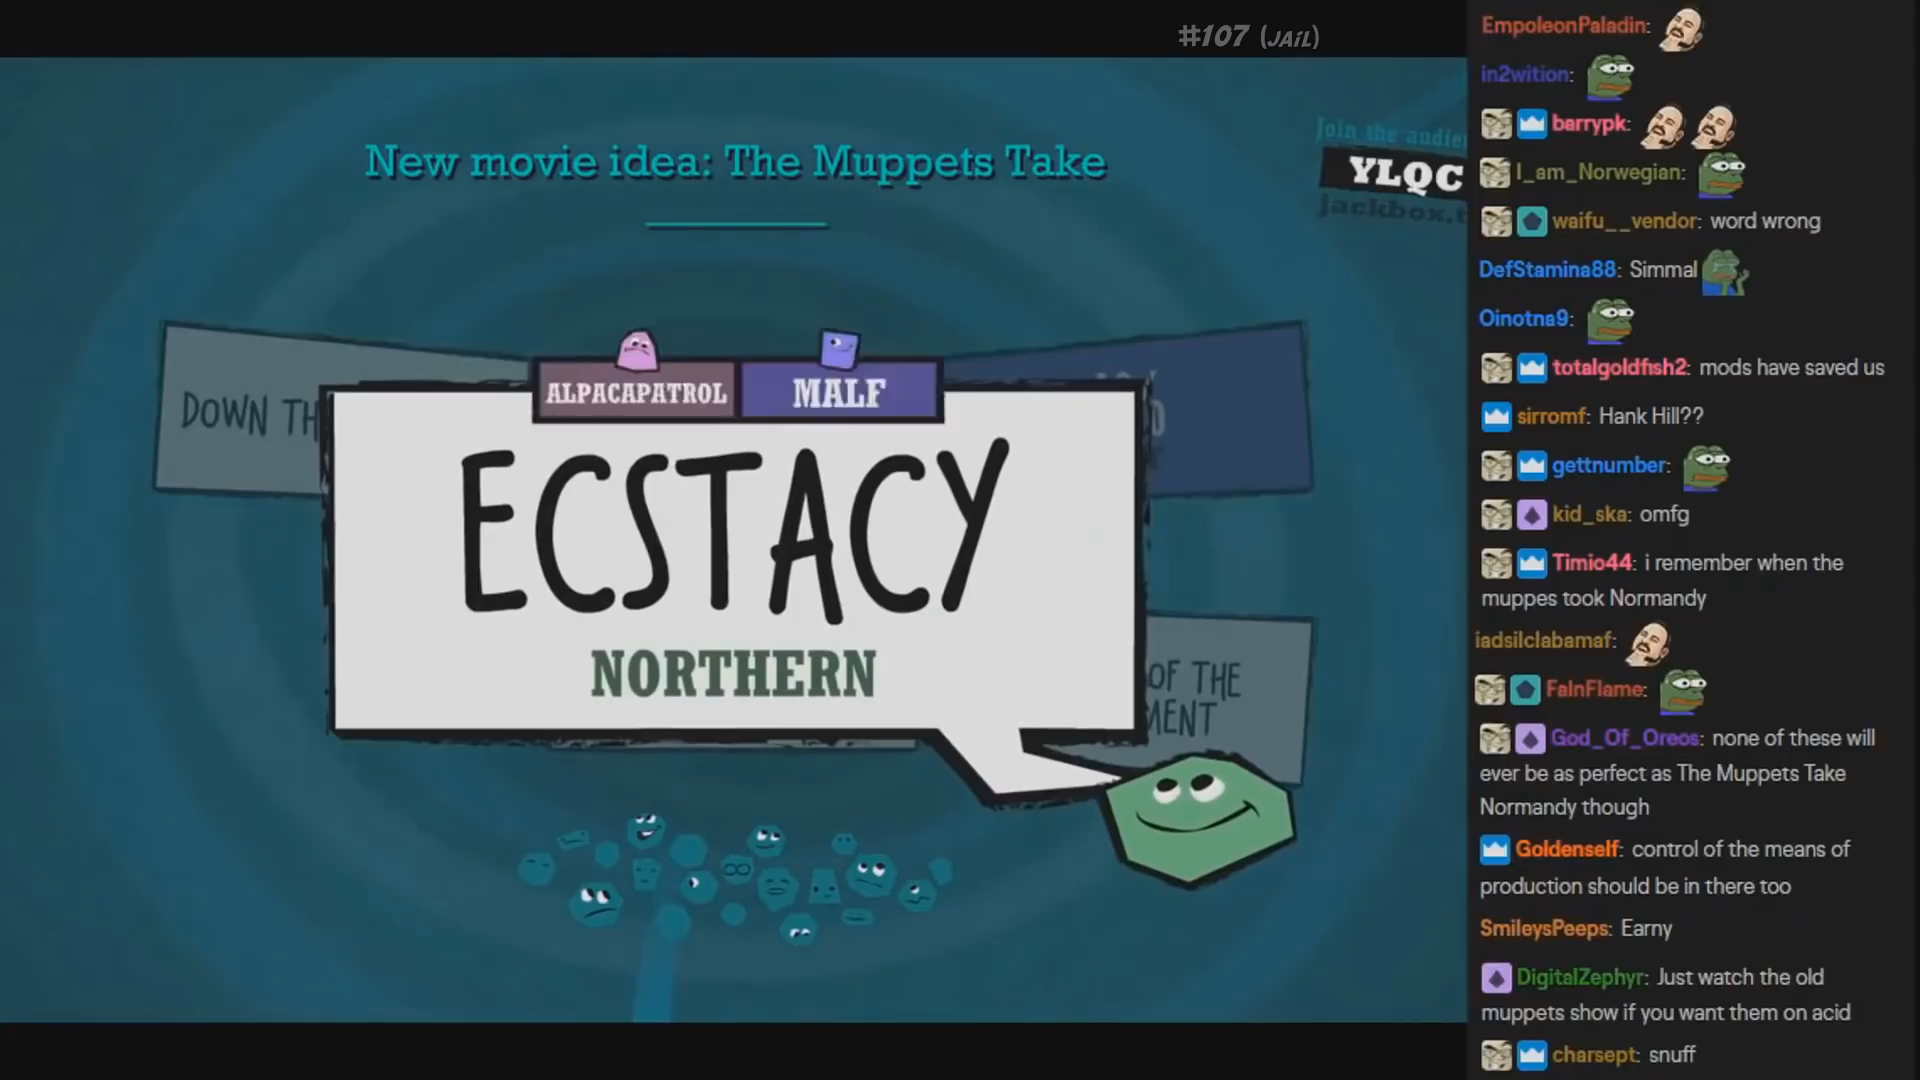 #107 (JAIL)
New movie idea: The Muppets Take
Join the audie
YLQC
jackbox.t
DOWN TH
ALPACAPATROL
MALF
ECSTACY
NORTHERN
OF THE
MENT
EmpoleonPaladin:
in2wition:
barrypk:
I_am_Norwegian:
waifu__vendor: word wrong
DefStamina88: Simmal
Oinotna9:
totalgoldfish2: mods have saved us
sirromf: Hank Hill??
gettnumber:
kid_ska: omfg
Timio44: i remember when the
muppes took Normandy
iadsilclabamaf:
FalnFlame:
God_Of_Oreos: none of these will
ever be as perfect as The Muppets Take
Normandy though
Goldenself: control of the means of
production should be in there too
SmileysPeeps: Earny
DigitalZephyr: Just watch the old
muppets show if you want them on acid
charsept: snuff